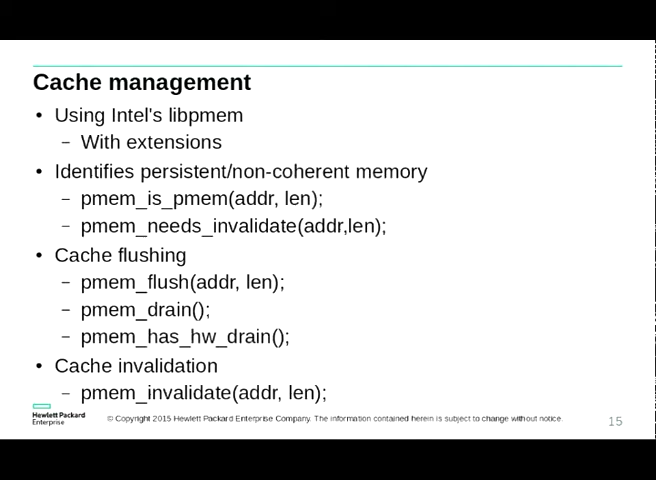 Cache management
• Using Intel's libpmem
– With extensions
• Identifies persistent/non-coherent memory
– pmem_is_pmem(addr, len);
– pmem_needs_invalidate(addr,len);
• Cache flushing
– pmem_flush(addr, len);
– pmem_drain();
– pmem_has_hw_drain();
• Cache invalidation
– pmem_invalidate(addr, len);
Hewlett Packard
Enterprise
© Copyright 2015 Hewlett Packard Enterprise Company. The information contained herein is subject to change without notice.
15